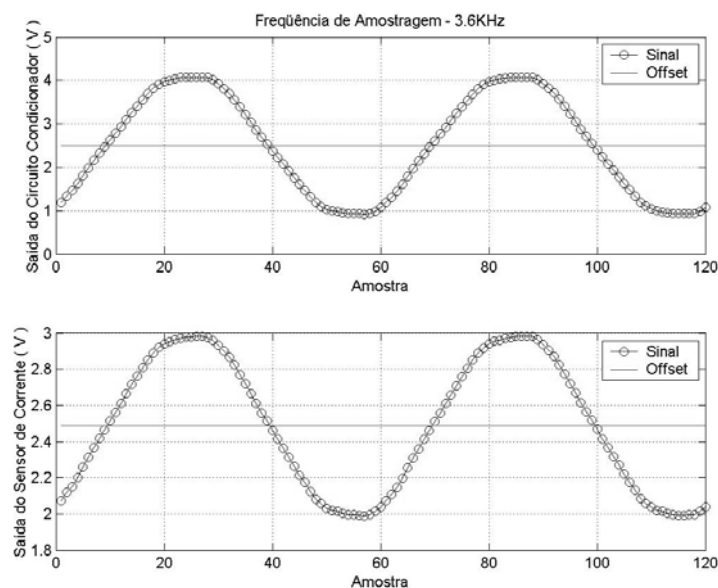 Freqüência de Amostragem - 3.6KHz
Saída do Circuito Condicionador ( V )
5
4
3
2
1
0
Sinal
Offset
0 20 40 60 80 100 120
Amostra
Saída do Sensor de Corrente ( V )
3
2.8
2.6
2.4
2.2
2
1.8
Sinal
Offset
0 20 40 60 80 100 120
Amostra